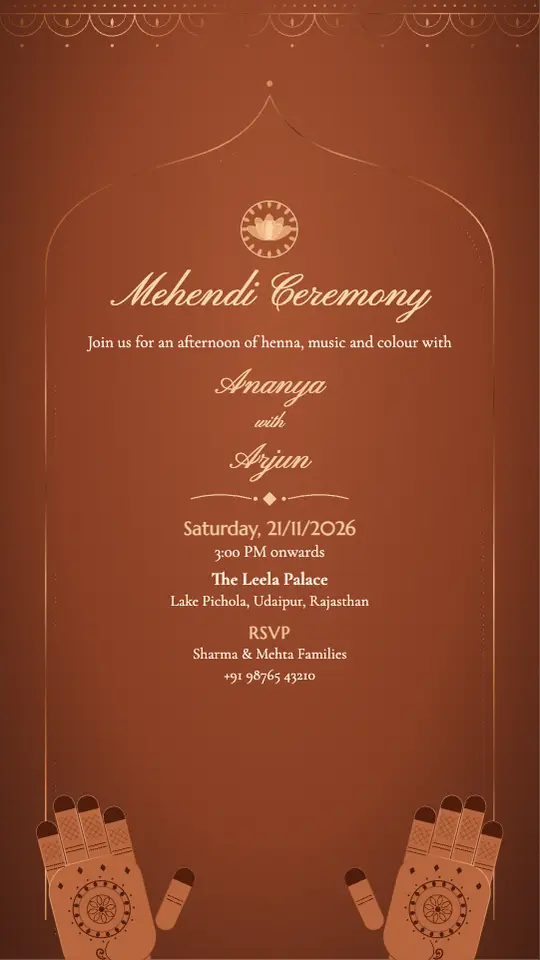 Mehendi Ceremony
Join us for an afternoon of henna, music and colour with
Ananya
with
Arjun
Saturday, 21/11/2026
3:00 PM onwards
The Leela Palace
Lake Pichola, Udaipur, Rajasthan
RSVP
Sharma & Mehta Families
+91 98765 43210